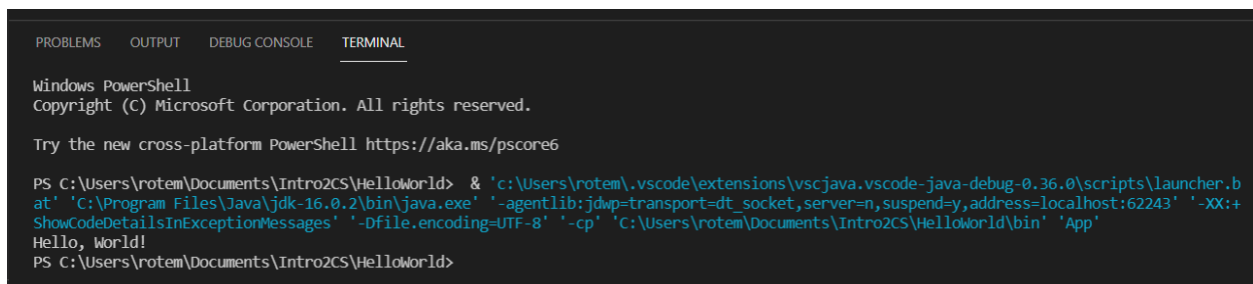 PROBLEMS OUTPUT DEBUG CONSOLE TERMINAL
Windows PowerShell
Copyright (C) Microsoft Corporation. All rights reserved.
Try the new cross-platform PowerShell https://aka.ms/pscore6
PS C:\Users\rotem\Documents\Intro2CS\HelloWorld>  & 'c:\Users\rotem\.vscode\extensions\vscjava.vscode-java-debug-0.36.0\scripts\launcher.b
at' 'C:\Program Files\Java\jdk-16.0.2\bin\java.exe' '-agentlib:jdwp=transport=dt_socket,server=n,suspend=y,address=localhost:62243' '-XX:+
ShowCodeDetailsInExceptionMessages' '-Dfile.encoding=UTF-8' '-cp' 'C:\Users\rotem\Documents\Intro2CS\HelloWorld\bin' 'App'
Hello, World!
PS C:\Users\rotem\Documents\Intro2CS\HelloWorld>